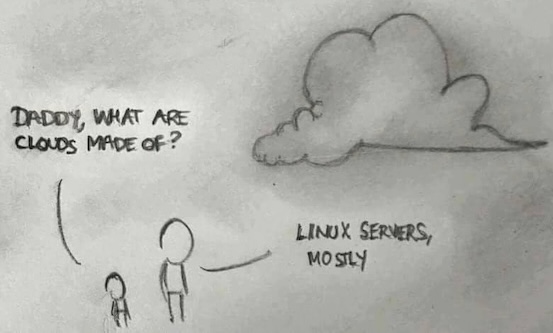 DADDY, WHAT ARE
CLOUDS MADE OF?
LINUX SERVERS,
MOSTLY